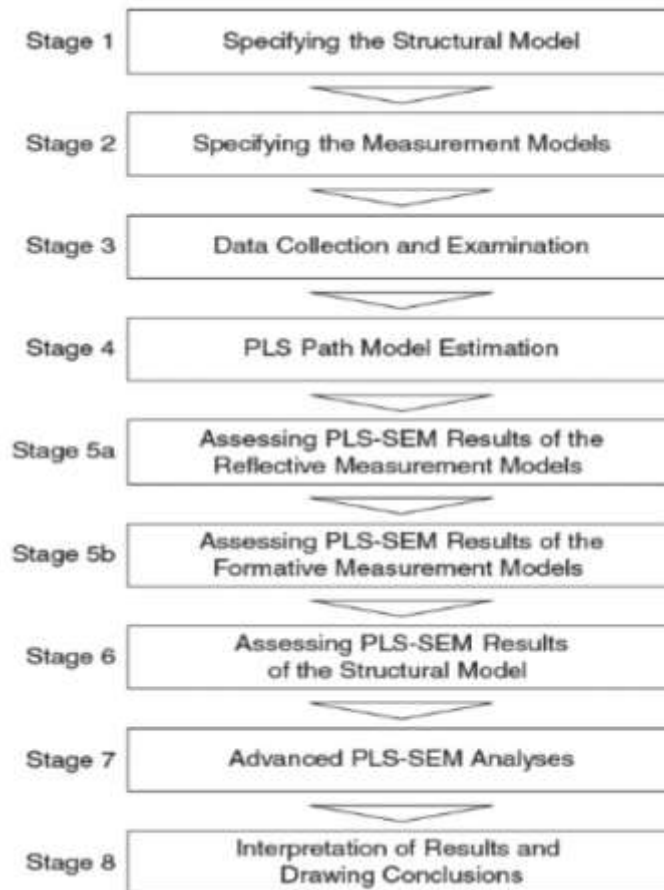 Stage 1
Specifying the Structural Model
Stage 2
Specifying the Measurement Models
Stage 3
Data Collection and Examination
Stage 4
PLS Path Model Estimation
Stage 5a
Assessing PLS-SEM Results of the
Reflective Measurement Models
Stage 5b
Assessing PLS-SEM Results of the
Formative Measurement Models
Stage 6
Assessing PLS-SEM Results
of the Structural Model
Stage 7
Advanced PLS-SEM Analyses
Stage 8
Interpretation of Results and
Drawing Conclusions